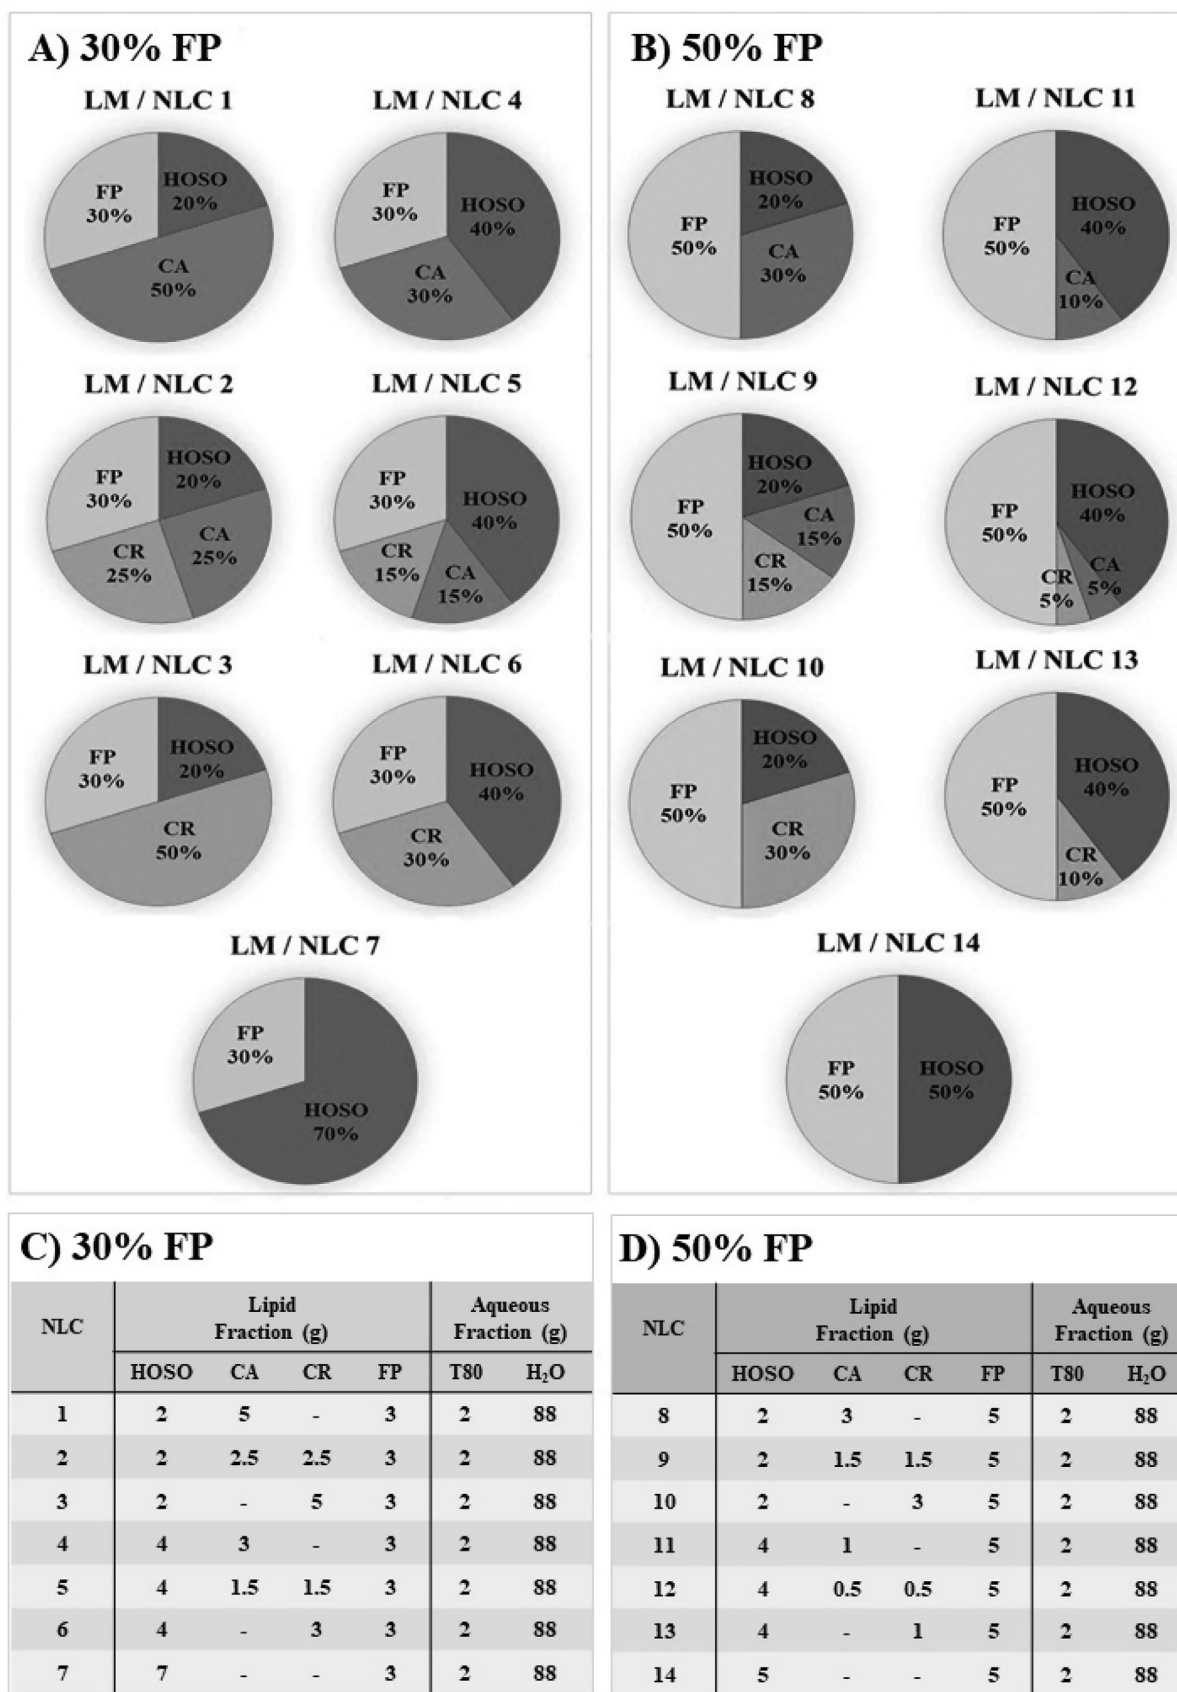 A) 30% FP
LM / NLC 1
FP
30%
HOSO
20%
CA
50%
LM / NLC 4
FP
30%
HOSO
40%
CA
30%
LM / NLC 2
FP
30%
HOSO
20%
CR
25%
CA
25%
LM / NLC 5
FP
30%
HOSO
40%
CR
15%
CA
15%
LM / NLC 3
FP
30%
HOSO
20%
CR
50%
LM / NLC 6
FP
30%
HOSO
40%
CR
30%
LM / NLC 7
FP
30%
HOSO
70%
B) 50% FP
LM / NLC 8
FP
50%
HOSO
20%
CA
30%
LM / NLC 11
FP
50%
HOSO
40%
CA
10%
LM / NLC 9
FP
50%
HOSO
20%
CA
15%
CR
15%
LM / NLC 12
FP
50%
HOSO
40%
CR
5%
CA
5%
LM / NLC 10
FP
50%
HOSO
20%
CR
30%
LM / NLC 13
FP
50%
HOSO
40%
CR
10%
LM / NLC 14
FP
50%
HOSO
50%
C) 30% FP
NLC Lipid Fraction (g) Aqueous Fraction (g)
HOSO CA CR FP T80 H₂O
1 2 5 - 3 2 88
2 2 2.5 2.5 3 2 88
3 2 - 5 3 2 88
4 4 3 - 3 2 88
5 4 1.5 1.5 3 2 88
6 4 - 3 3 2 88
7 7 - - 3 2 88
D) 50% FP
NLC Lipid Fraction (g) Aqueous Fraction (g)
HOSO CA CR FP T80 H₂O
8 2 3 - 5 2 88
9 2 1.5 1.5 5 2 88
10 2 - 3 5 2 88
11 4 1 - 5 2 88
12 4 0.5 0.5 5 2 88
13 4 - 1 5 2 88
14 5 - - 5 2 88